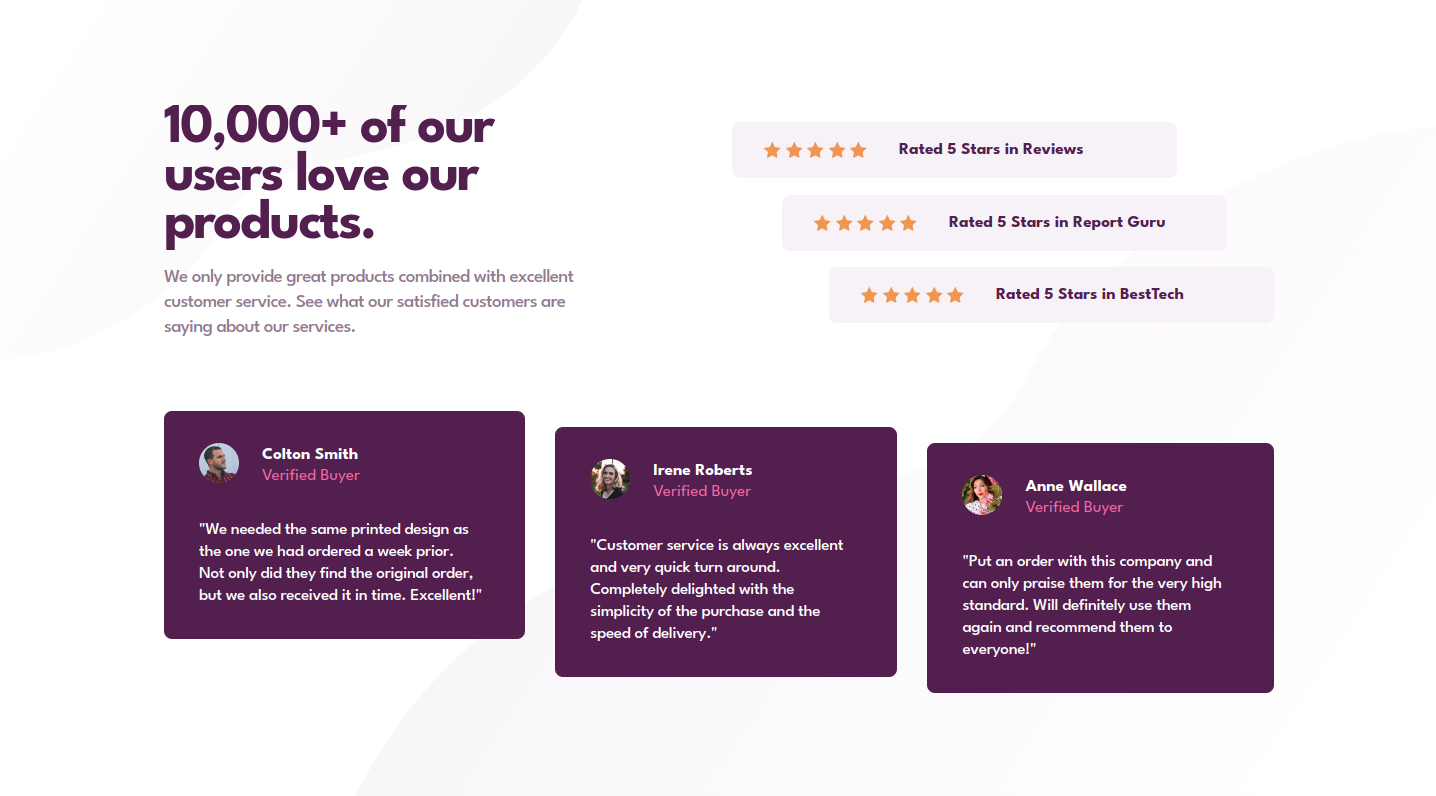 10,000+ of our
users love our
products.
We only provide great products combined with excellent
customer service. See what our satisfied customers are
saying about our services.
Rated 5 Stars in Reviews
Rated 5 Stars in Report Guru
Rated 5 Stars in BestTech
Colton Smith
Verified Buyer
"We needed the same printed design as
the one we had ordered a week prior.
Not only did they find the original order,
but we also received it in time. Excellent!"
Irene Roberts
Verified Buyer
"Customer service is always excellent
and very quick turn around.
Completely delighted with the
simplicity of the purchase and the
speed of delivery."
Anne Wallace
Verified Buyer
"Put an order with this company and
can only praise them for the very high
standard. Will definitely use them
again and recommend them to
everyone!"